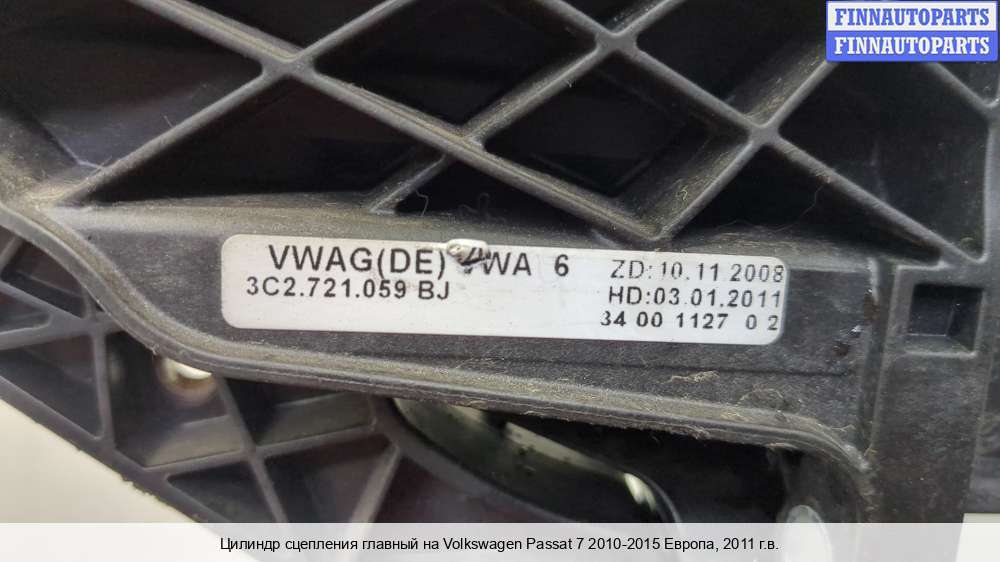 FINNAUTOPARTS
FINNAUTOPARTS
VWAG(DE) VWA 6
3C2.721.059 BJ
ZD:10.11.2008
HD:03.01.2011
34 00 1127 0 2
Цилиндр сцепления главный на Volkswagen Passat 7 2010-2015 Европа, 2011 г.в.